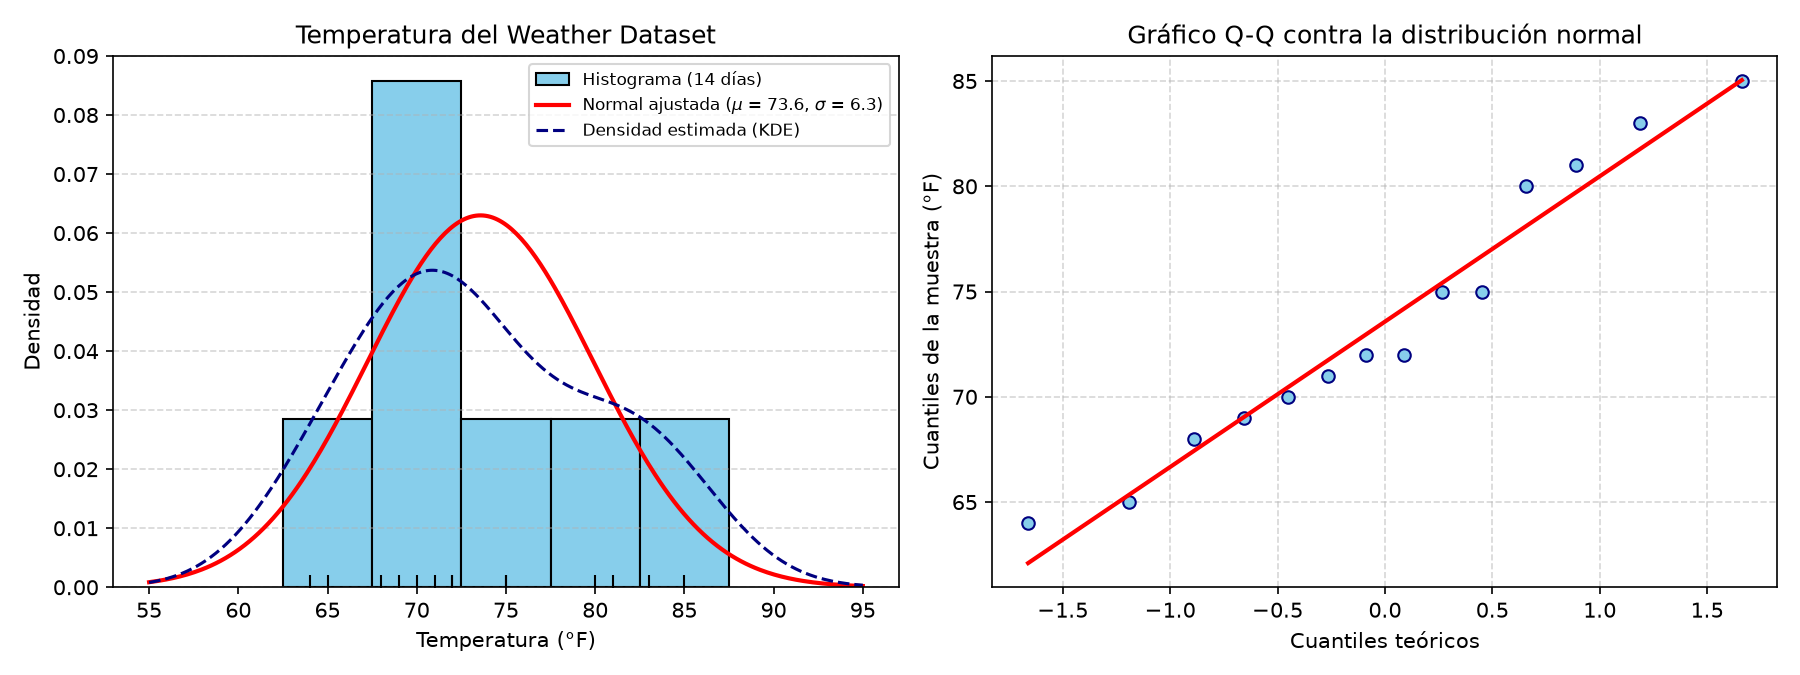 Temperatura del Weather Dataset
Histograma (14 días)
Normal ajustada (μ = 73.6, σ = 6.3)
Densidad estimada (KDE)
Densidad
0.09
0.08
0.07
0.06
0.05
0.04
0.03
0.02
0.01
0.00
55 60 65 70 75 80 85 90 95
Temperatura (°F)
Gráfico Q-Q contra la distribución normal
Cuantiles de la muestra (°F)
85
80
75
70
65
−1.5 −1.0 −0.5 0.0 0.5 1.0 1.5
Cuantiles teóricos